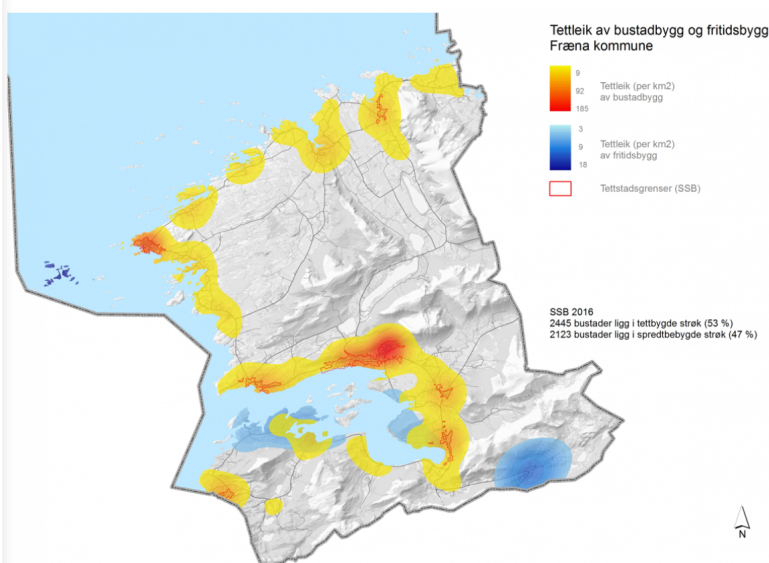 Tettleik av bustadbygg og fritidsbygg
Fræna kommune
9
92
185
Tettleik (per km2)
av bustadbygg
3
9
18
Tettleik (per km2)
av fritidsbygg
Tettstadsgrenser (SSB)
SSB 2016
2445 bustader ligg i tettbygde strøk (53 %)
2123 bustader ligg i spredtbebygde strøk (47 %)
N